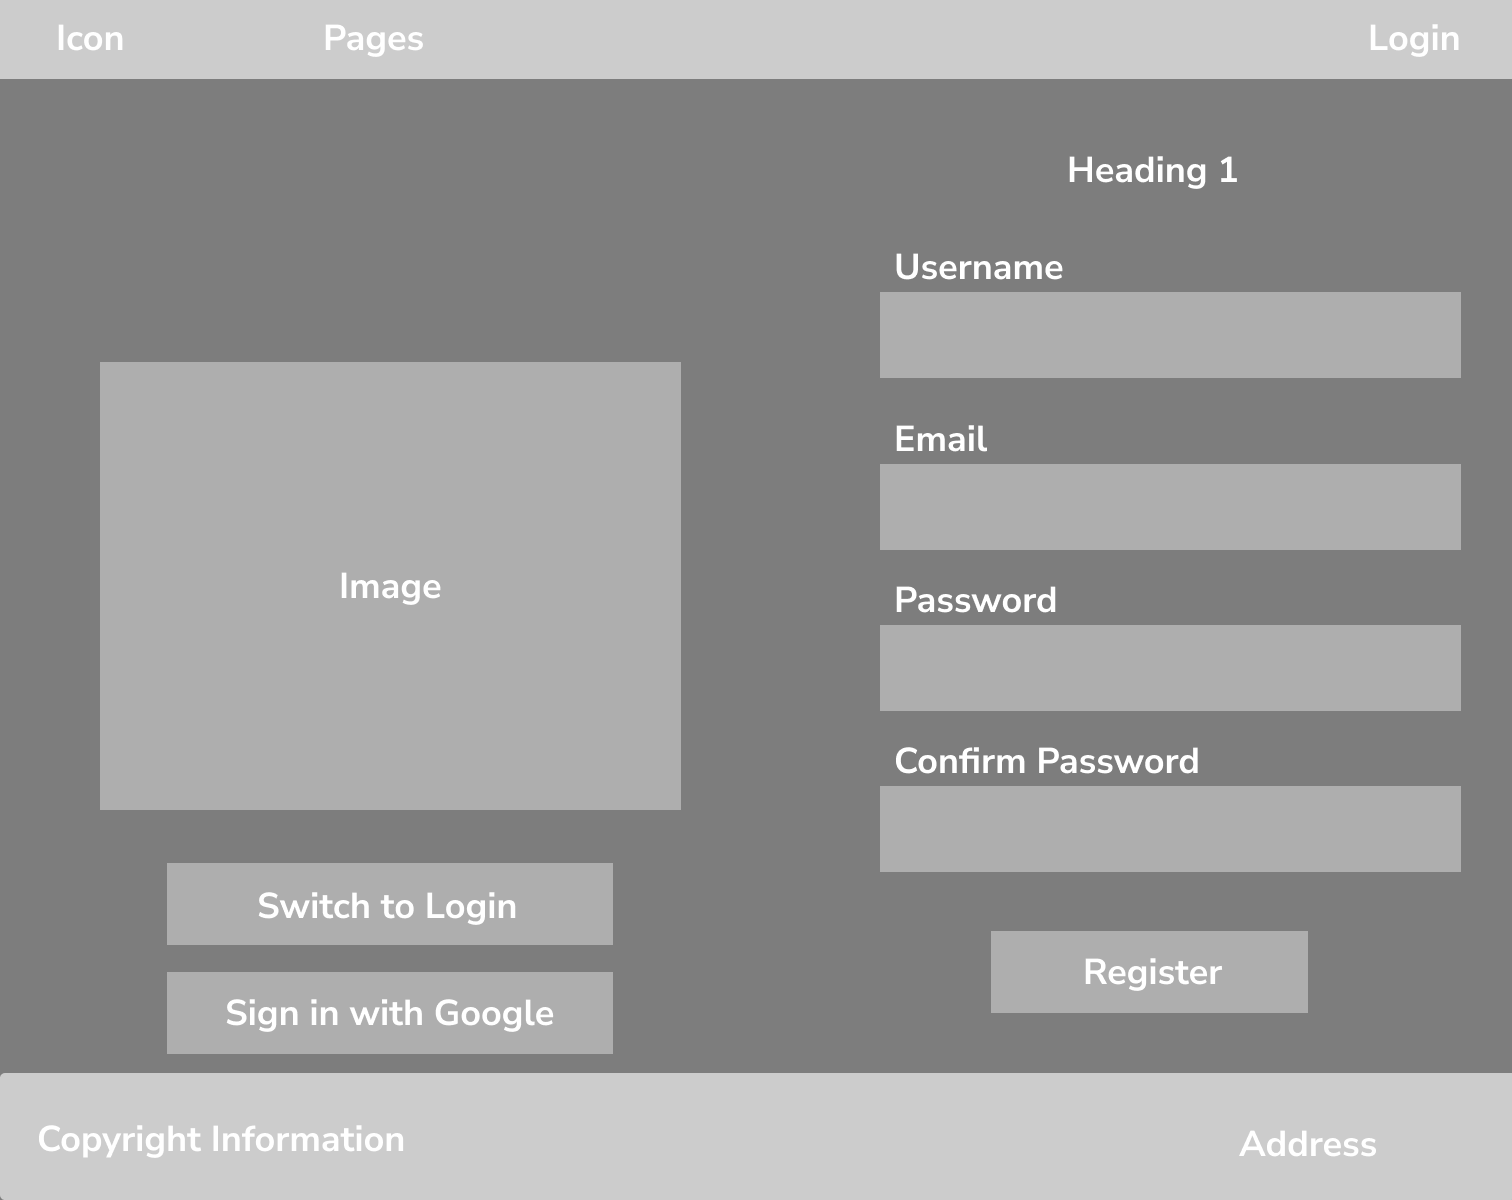 Icon
Pages
Login
Heading 1
Username
Email
Password
Confirm Password
Register
Image
Switch to Login
Sign in with Google
Copyright Information
Address